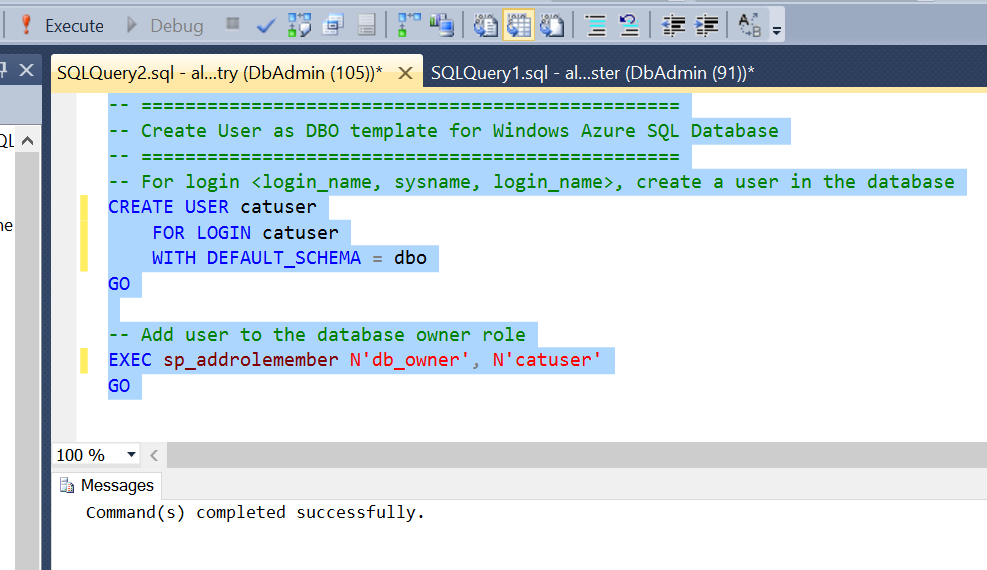 Execute Debug
SQLQuery2.sql - al...try (DbAdmin (105))* SQLQuery1.sql - al...ster (DbAdmin (91))*
-- =================================================
-- Create User as DBO template for Windows Azure SQL Database
-- =================================================
-- For login <login_name, sysname, login_name>, create a user in the database
CREATE USER catuser
FOR LOGIN catuser
WITH DEFAULT_SCHEMA = dbo
GO
-- Add user to the database owner role
EXEC sp_addrolemember N'db_owner', N'catuser'
GO
100 %
Messages
Command(s) completed successfully.